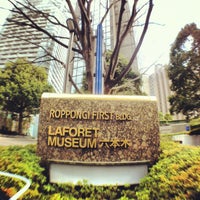 ROPPONGI FIRST BLDG.
LAFORET
MUSEUM 六本木